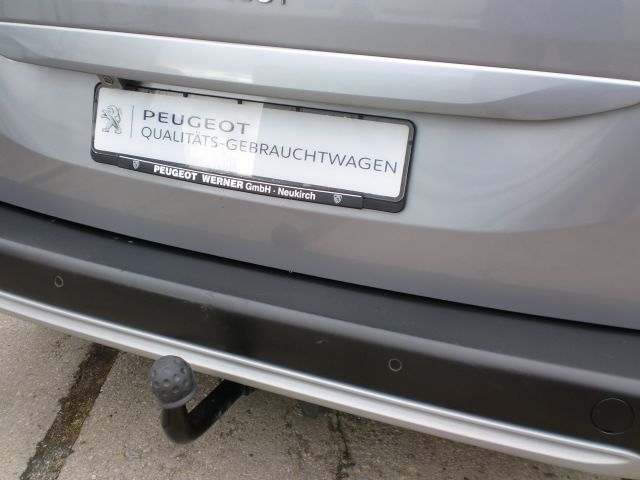 PEUGEOT
QUALITÄTS-GEBRAUCHTWAGEN
PEUGEOT WERNER GmbH · Neukirch